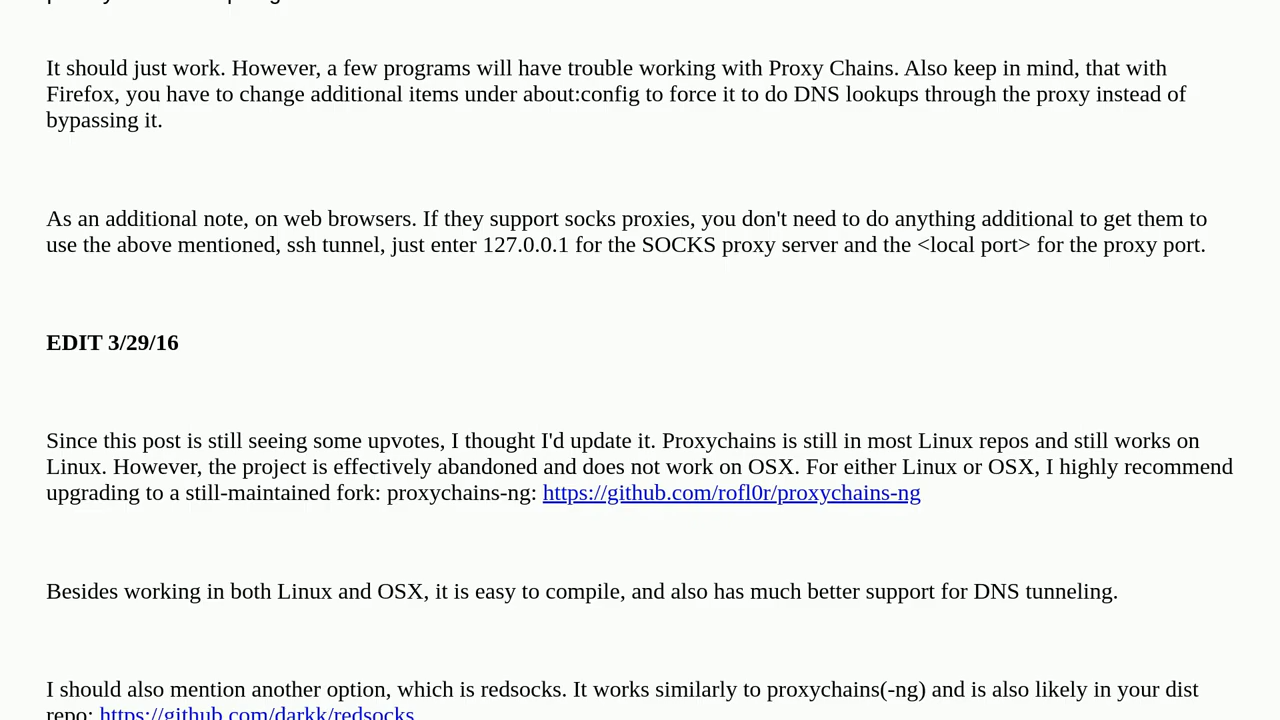 It should just work. However, a few programs will have trouble working with Proxy Chains. Also keep in mind, that with
Firefox, you have to change additional items under about:config to force it to do DNS lookups through the proxy instead of
bypassing it.
As an additional note, on web browsers. If they support socks proxies, you don't need to do anything additional to get them to
use the above mentioned, ssh tunnel, just enter 127.0.0.1 for the SOCKS proxy server and the <local port> for the proxy port.
EDIT 3/29/16
Since this post is still seeing some upvotes, I thought I'd update it. Proxychains is still in most Linux repos and still works on
Linux. However, the project is effectively abandoned and does not work on OSX. For either Linux or OSX, I highly recommend
upgrading to a still-maintained fork: proxychains-ng: https://github.com/rofl0r/proxychains-ng
Besides working in both Linux and OSX, it is easy to compile, and also has much better support for DNS tunneling.
I should also mention another option, which is redsocks. It works similarly to proxychains(-ng) and is also likely in your dist
repo: https://github.com/darkk/redsocks